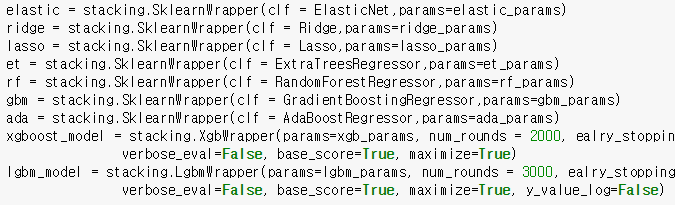 elastic = stacking.SklearnWrapper(clf = ElasticNet,params=elastic_params)
ridge = stacking.SklearnWrapper(clf = Ridge,params=ridge_params)
lasso = stacking.SklearnWrapper(clf = Lasso,params=lasso_params)
et = stacking.SklearnWrapper(clf = ExtraTreesRegressor,params=et_params)
rf = stacking.SklearnWrapper(clf = RandomForestRegressor,params=rf_params)
gbm = stacking.SklearnWrapper(clf = GradientBoostingRegressor,params=gbm_params)
ada = stacking.SklearnWrapper(clf = AdaBoostRegressor,params=ada_params)
xgboost_model = stacking.XgbWrapper(params=xgb_params, num_rounds = 2000, ealry_stopping
verbose_eval=False, base_score=True, maximize=True)
lgbm_model = stacking.LgbmWrapper(params=lgbm_params, num_rounds = 3000, ealry_stopping
verbose_eval=False, base_score=True, maximize=True, y_value_log=False)